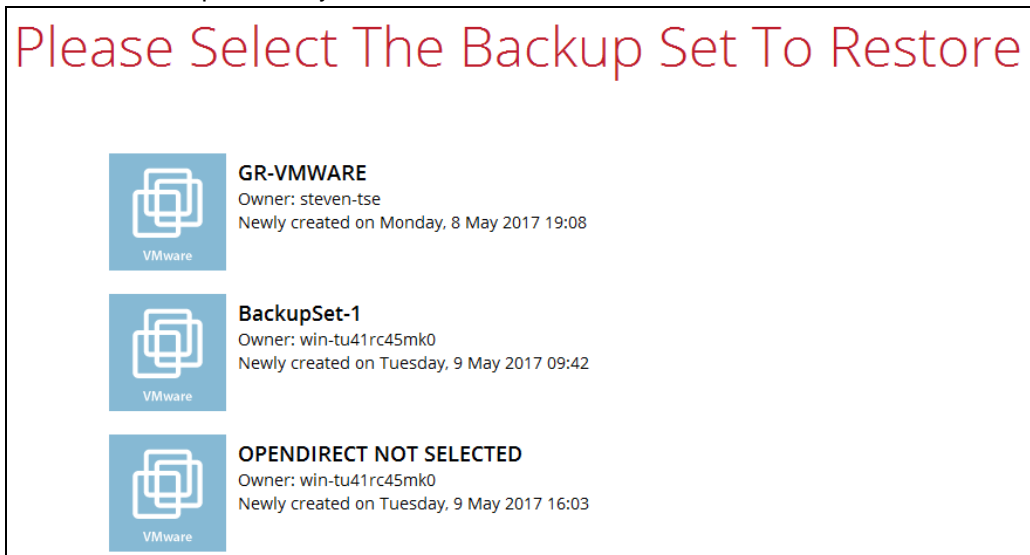 Please Select The Backup Set To Restore
GR-VMWARE
Owner: steven-tse
Newly created on Monday, 8 May 2017 19:08
VMware
BackupSet-1
Owner: win-tu41rc45mk0
Newly created on Tuesday, 9 May 2017 09:42
VMware
OPENDIRECT NOT SELECTED
Owner: win-tu41rc45mk0
Newly created on Tuesday, 9 May 2017 16:03
VMware